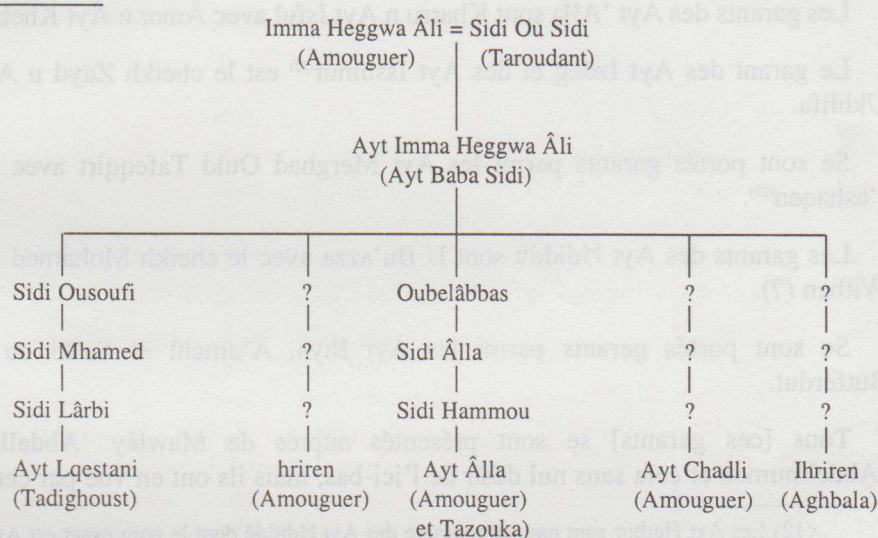 Imma Heggwa Âli = Sidi Ou Sidi
(Amouguer) (Taroudant)
Ayt Imma Heggwa Âli
(Ayt Baba Sidi)
Sidi Ousoufi ? Oubelâbbas ? ?
Sidi Mhamed ? Sidi Âlla ? ?
Sidi Lârbi ? Sidi Hammou ? ?
Ayt Lqestani Ihriren Ayt Âlla Ayt Chadli Ihriren
(Tadighoust) (Amouguer) (Amouguer (Amouguer) (Aghbala)
et Tazouka)